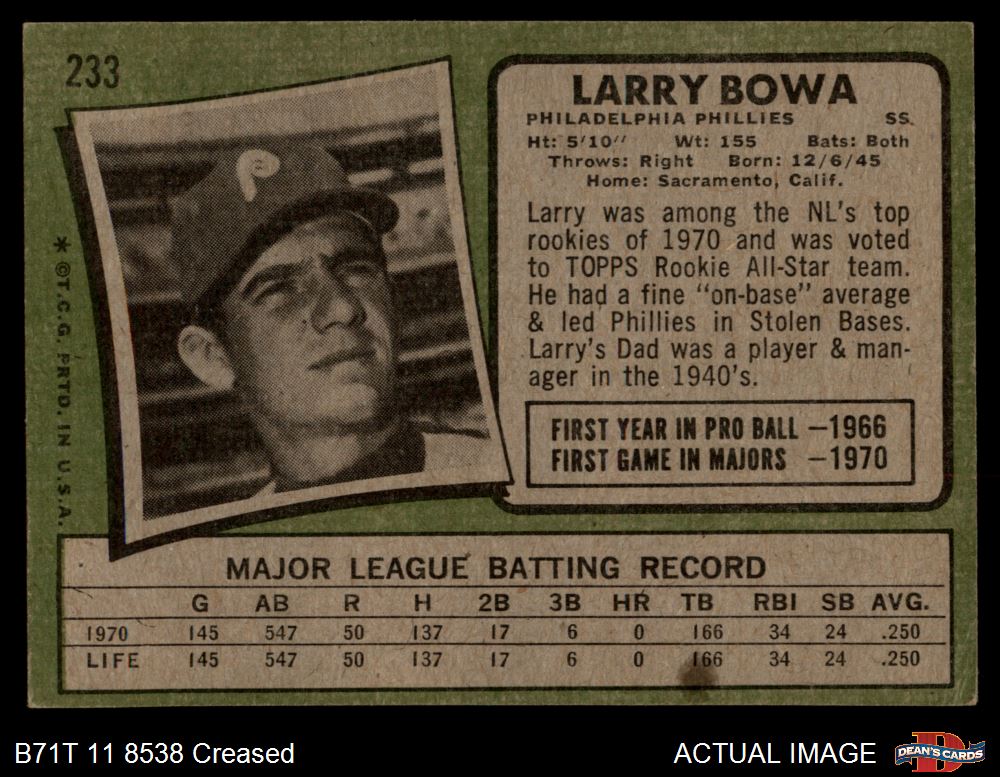 233
LARRY BOWA
PHILADELPHIA PHILLIES SS.
Ht: 5'10" Wt: 155 Bats: Both
Throws: Right Born: 12/6/45
Home: Sacramento, Calif.
Larry was among the NL's top
rookies of 1970 and was voted
to TOPPS Rookie All-Star team.
He had a fine "on-base" average
& led Phillies in Stolen Bases.
Larry's Dad was a player & man-
ager in the 1940's.
FIRST YEAR IN PRO BALL —1966
FIRST GAME IN MAJORS —1970
P
* ©T.C.G. PRTD. IN U.S.A.
MAJOR LEAGUE BATTING RECORD
G AB R H 2B 3B HR TB RBI SB AVG.
1970 145 547 50 137 17 6 0 166 34 24 .250
LIFE 145 547 50 137 17 6 0 166 34 24 .250
B71T 11 8538 Creased
ACTUAL IMAGE
D
DEAN'S CARDS